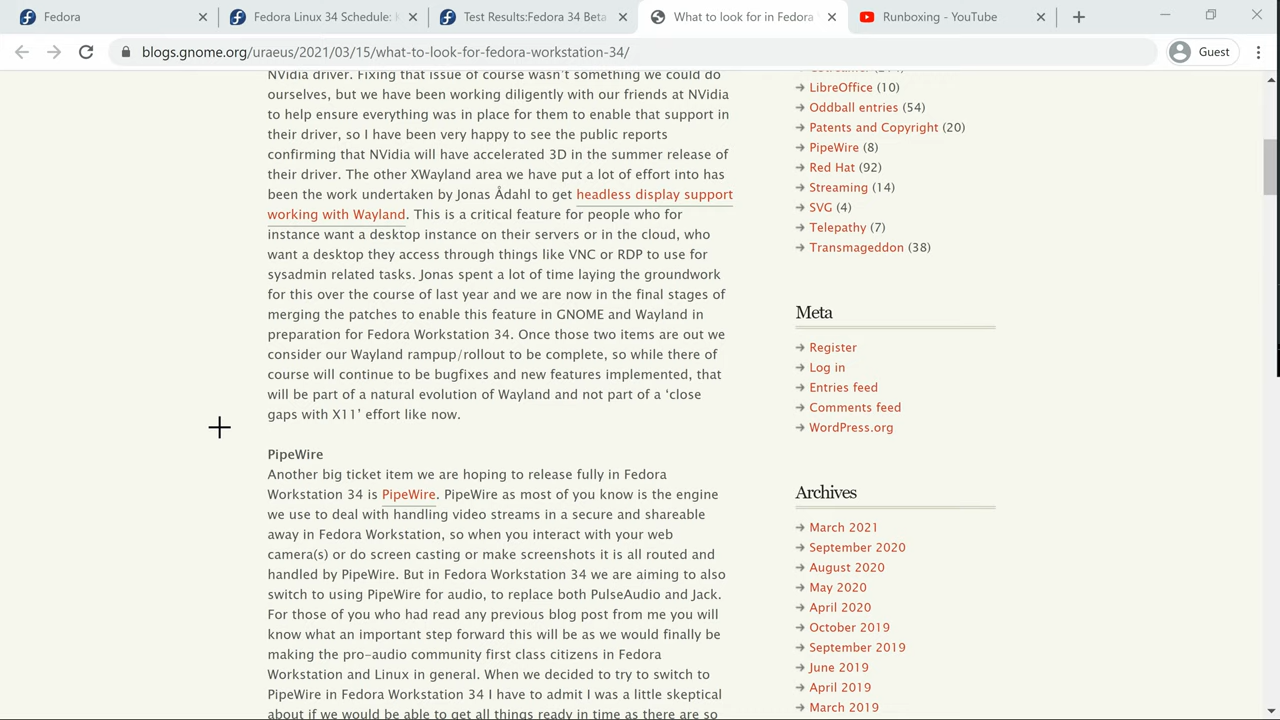 Fedora
Fedora Linux 34 Schedule:
Test Results:Fedora 34 Beta
What to look for in Fedora
Runboxing - YouTube
blogs.gnome.org/uraeus/2021/03/15/what-to-look-for-fedora-workstation-34/
Guest
NVidia driver. Fixing that issue of course wasn't something we could do
ourselves, but we have been working diligently with our friends at NVidia
to help ensure everything was in place for them to enable that support in
their driver, so I have been very happy to see the public reports
confirming that NVidia will have accelerated 3D in the summer release of
their driver. The other XWayland area we have put a lot of effort into has
been the work undertaken by Jonas Ådahl to get headless display support
working with Wayland. This is a critical feature for people who for
instance want a desktop instance on their servers or in the cloud, who
want a desktop they access through things like VNC or RDP to use for
sysadmin related tasks. Jonas spent a lot of time laying the groundwork
for this over the course of last year and we are now in the final stages of
merging the patches to enable this feature in GNOME and Wayland in
preparation for Fedora Workstation 34. Once those two items are out we
consider our Wayland rampup/rollout to be complete, so while there of
course will continue to be bugfixes and new features implemented, that
will be part of a natural evolution of Wayland and not part of a ‘close
gaps with X11’ effort like now.
PipeWire
Another big ticket item we are hoping to release fully in Fedora
Workstation 34 is PipeWire. PipeWire as most of you know is the engine
we use to deal with handling video streams in a secure and shareable
away in Fedora Workstation, so when you interact with your web
camera(s) or do screen casting or make screenshots it is all routed and
handled by PipeWire. But in Fedora Workstation 34 we are aiming to also
switch to using PipeWire for audio, to replace both PulseAudio and Jack.
For those of you who had read any previous blog post from me you will
know what an important step forward this will be as we would finally be
making the pro-audio community first class citizens in Fedora
Workstation and Linux in general. When we decided to try to switch to
PipeWire in Fedora Workstation 34 I have to admit I was a little skeptical
about if we would be able to get all things ready in time as there are so
LibreOffice (10)
Oddball entries (54)
Patents and Copyright (20)
PipeWire (8)
Red Hat (92)
Streaming (14)
SVG (4)
Telepathy (7)
Transmageddon (38)
Meta
Register
Log in
Entries feed
Comments feed
WordPress.org
Archives
March 2021
September 2020
August 2020
May 2020
April 2020
October 2019
September 2019
June 2019
April 2019
March 2019